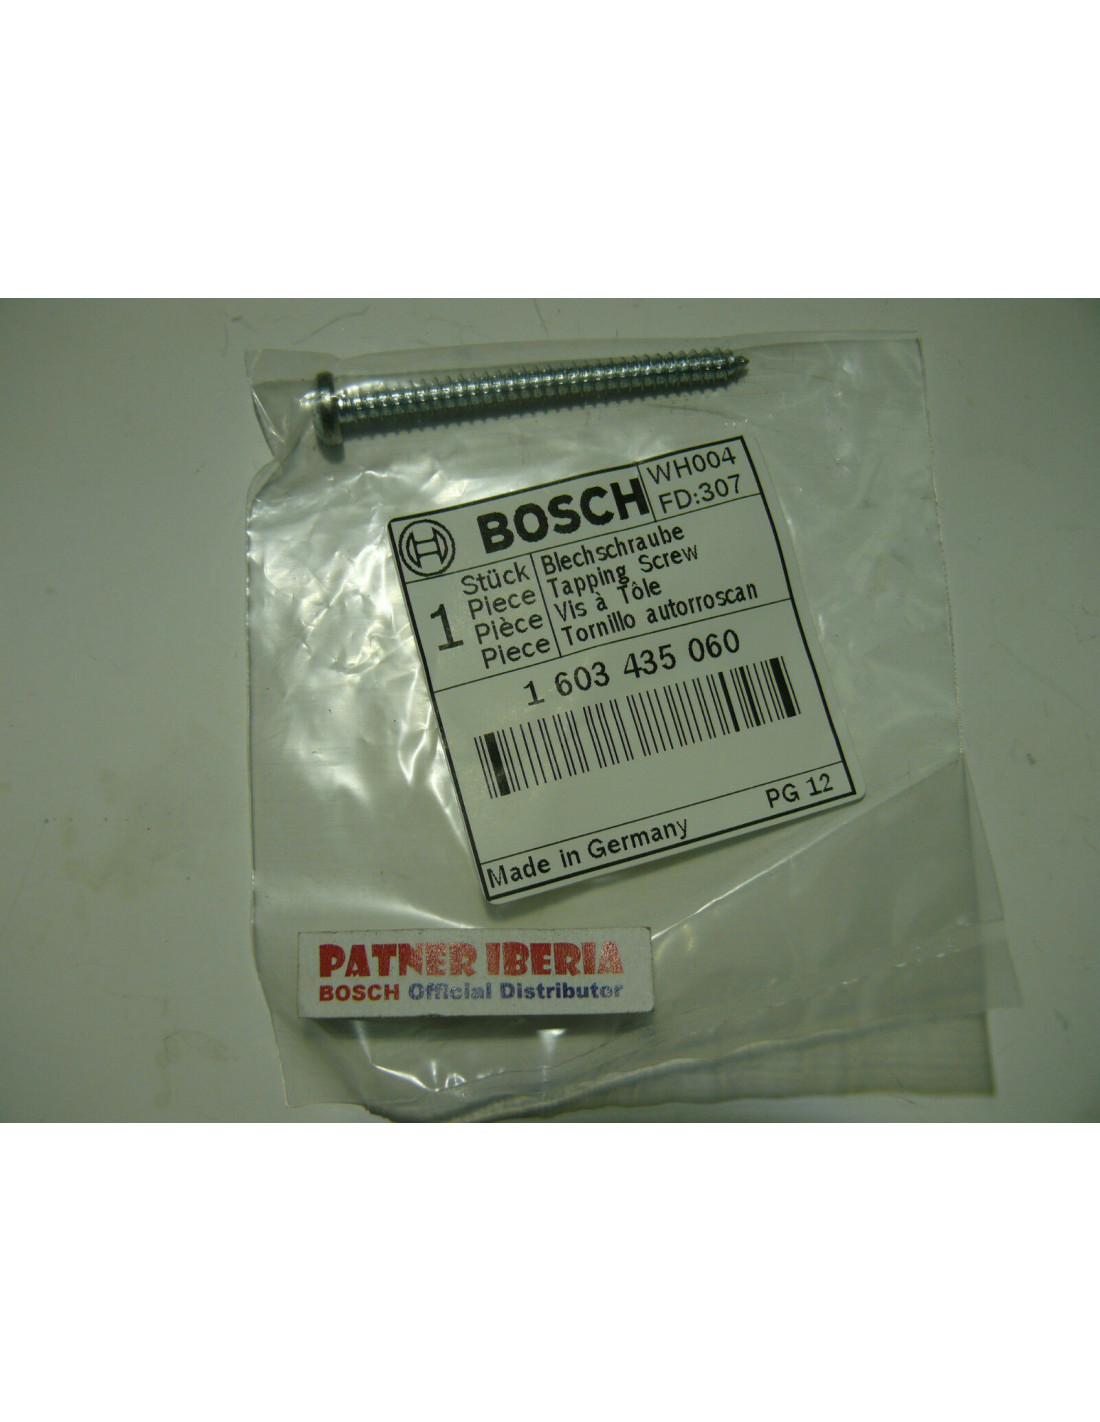 BOSCH
WH004
FD:307
1
Stück
Piece
Pièce
Piece
Blechschraube
Tapping Screw
Vis à Tôle
Tornillo autorroscan
1 603 435 060
PG 12
Made in Germany
PATNER IBERIA
BOSCH Official Distributor